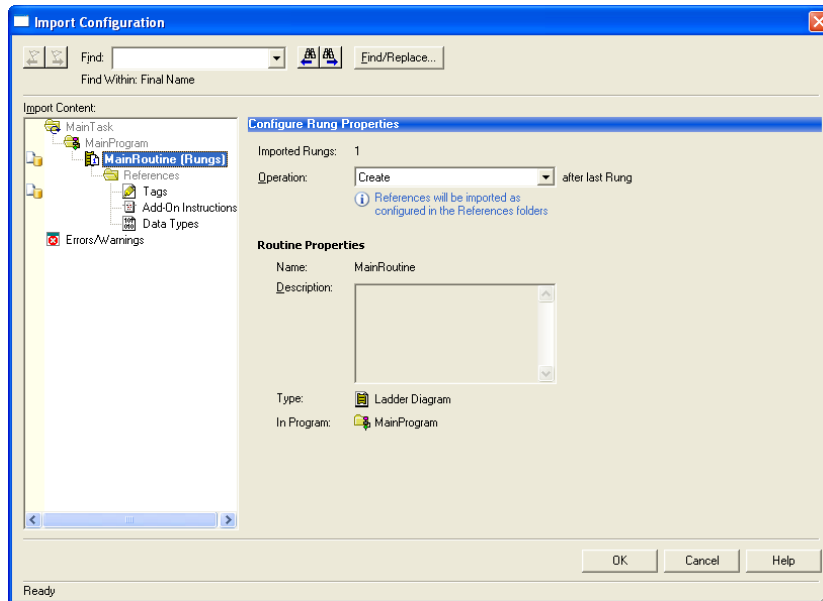 Import Configuration
Find:
Find/Replace...
Find Within: Final Name
Import Content:
MainTask
MainProgram
MainRoutine (Rungs)
References
Tags
Add-On Instructions
Data Types
Errors/Warnings
Configure Rung Properties
Imported Rungs: 1
Operation: Create after last Rung
References will be imported as
configured in the References folders
Routine Properties
Name: MainRoutine
Description:
Type: Ladder Diagram
In Program: MainProgram
OK Cancel Help
Ready